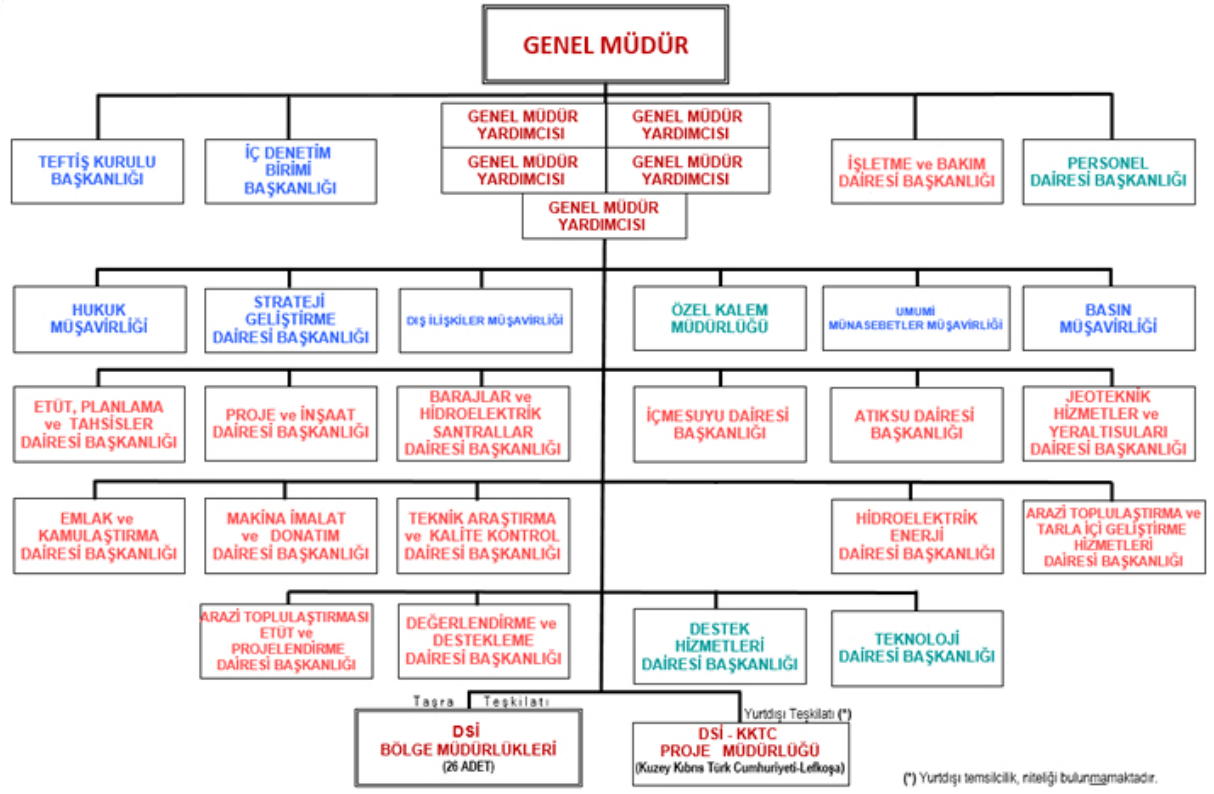 GENEL MÜDÜR
TEFTİŞ KURULU
BAŞKANLIĞI
İÇ DENETİM
BİRİMİ
BAŞKANLIĞI
GENEL MÜDÜR
YARDIMCISI
GENEL MÜDÜR
YARDIMCISI
GENEL MÜDÜR
YARDIMCISI
GENEL MÜDÜR
YARDIMCISI
GENEL MÜDÜR
YARDIMCISI
İŞLETME ve BAKIM
DAİRESİ BAŞKANLIĞI
PERSONEL
DAİRESİ BAŞKANLIĞI
HUKUK
MÜŞAVİRLİĞİ
STRATEJİ
GELİŞTİRME
DAİRESİ BAŞKANLIĞI
DIŞ İLİŞKİLER MÜŞAVİRLİĞİ
ÖZEL KALEM
MÜDÜRLÜĞÜ
UMUMİ
MÜNASEBETLER MÜŞAVİRLİĞİ
BASIN
MÜŞAVİRLİĞİ
ETÜT, PLANLAMA
ve TAHSİSLER
DAİRESİ BAŞKANLIĞI
PROJE ve İNŞAAT
DAİRESİ BAŞKANLIĞI
BARAJLAR ve
HİDROELEKTRİK
SANTRALLAR
DAİRESİ BAŞKANLIĞI
İÇMESUYU DAİRESİ
BAŞKANLIĞI
ATIKSU DAİRESİ
BAŞKANLIĞI
JEOTEKNİK
HİZMETLER ve
YERALTISULARI
DAİRESİ BAŞKANLIĞI
EMLAK ve
KAMULAŞTIRMA
DAİRESİ BAŞKANLIĞI
MAKİNA İMALAT
ve DONATIM
DAİRESİ BAŞKANLIĞI
TEKNİK ARAŞTIRMA
ve KALİTE KONTROL
DAİRESİ BAŞKANLIĞI
HİDROELEKTRİK
ENERJİ
DAİRESİ BAŞKANLIĞI
ARAZİ TOPLULAŞTIRMA ve
TARLA İÇİ GELİŞTİRME
HİZMETLERİ
DAİRESİ BAŞKANLIĞI
ARAZİ TOPLULAŞTIRMASI
ETÜT ve
PROJELENDİRME
DAİRESİ BAŞKANLIĞI
DEĞERLENDİRME ve
DESTEKLEME
DAİRESİ BAŞKANLIĞI
DESTEK
HİZMETLERİ
DAİRESİ BAŞKANLIĞI
TEKNOLOJİ
DAİRESİ BAŞKANLIĞI
Taşra Teşkilatı
DSİ
BÖLGE MÜDÜRLÜKLERİ
(26 ADET)
Yurtdışı Teşkilatı (*)
DSİ - KKTC
PROJE MÜDÜRLÜĞÜ
(Kuzey Kıbrıs Türk Cumhuriyeti-Lefkoşa)
(*) Yurtdışı temsilcilik, niteliği bulunmamaktadır.